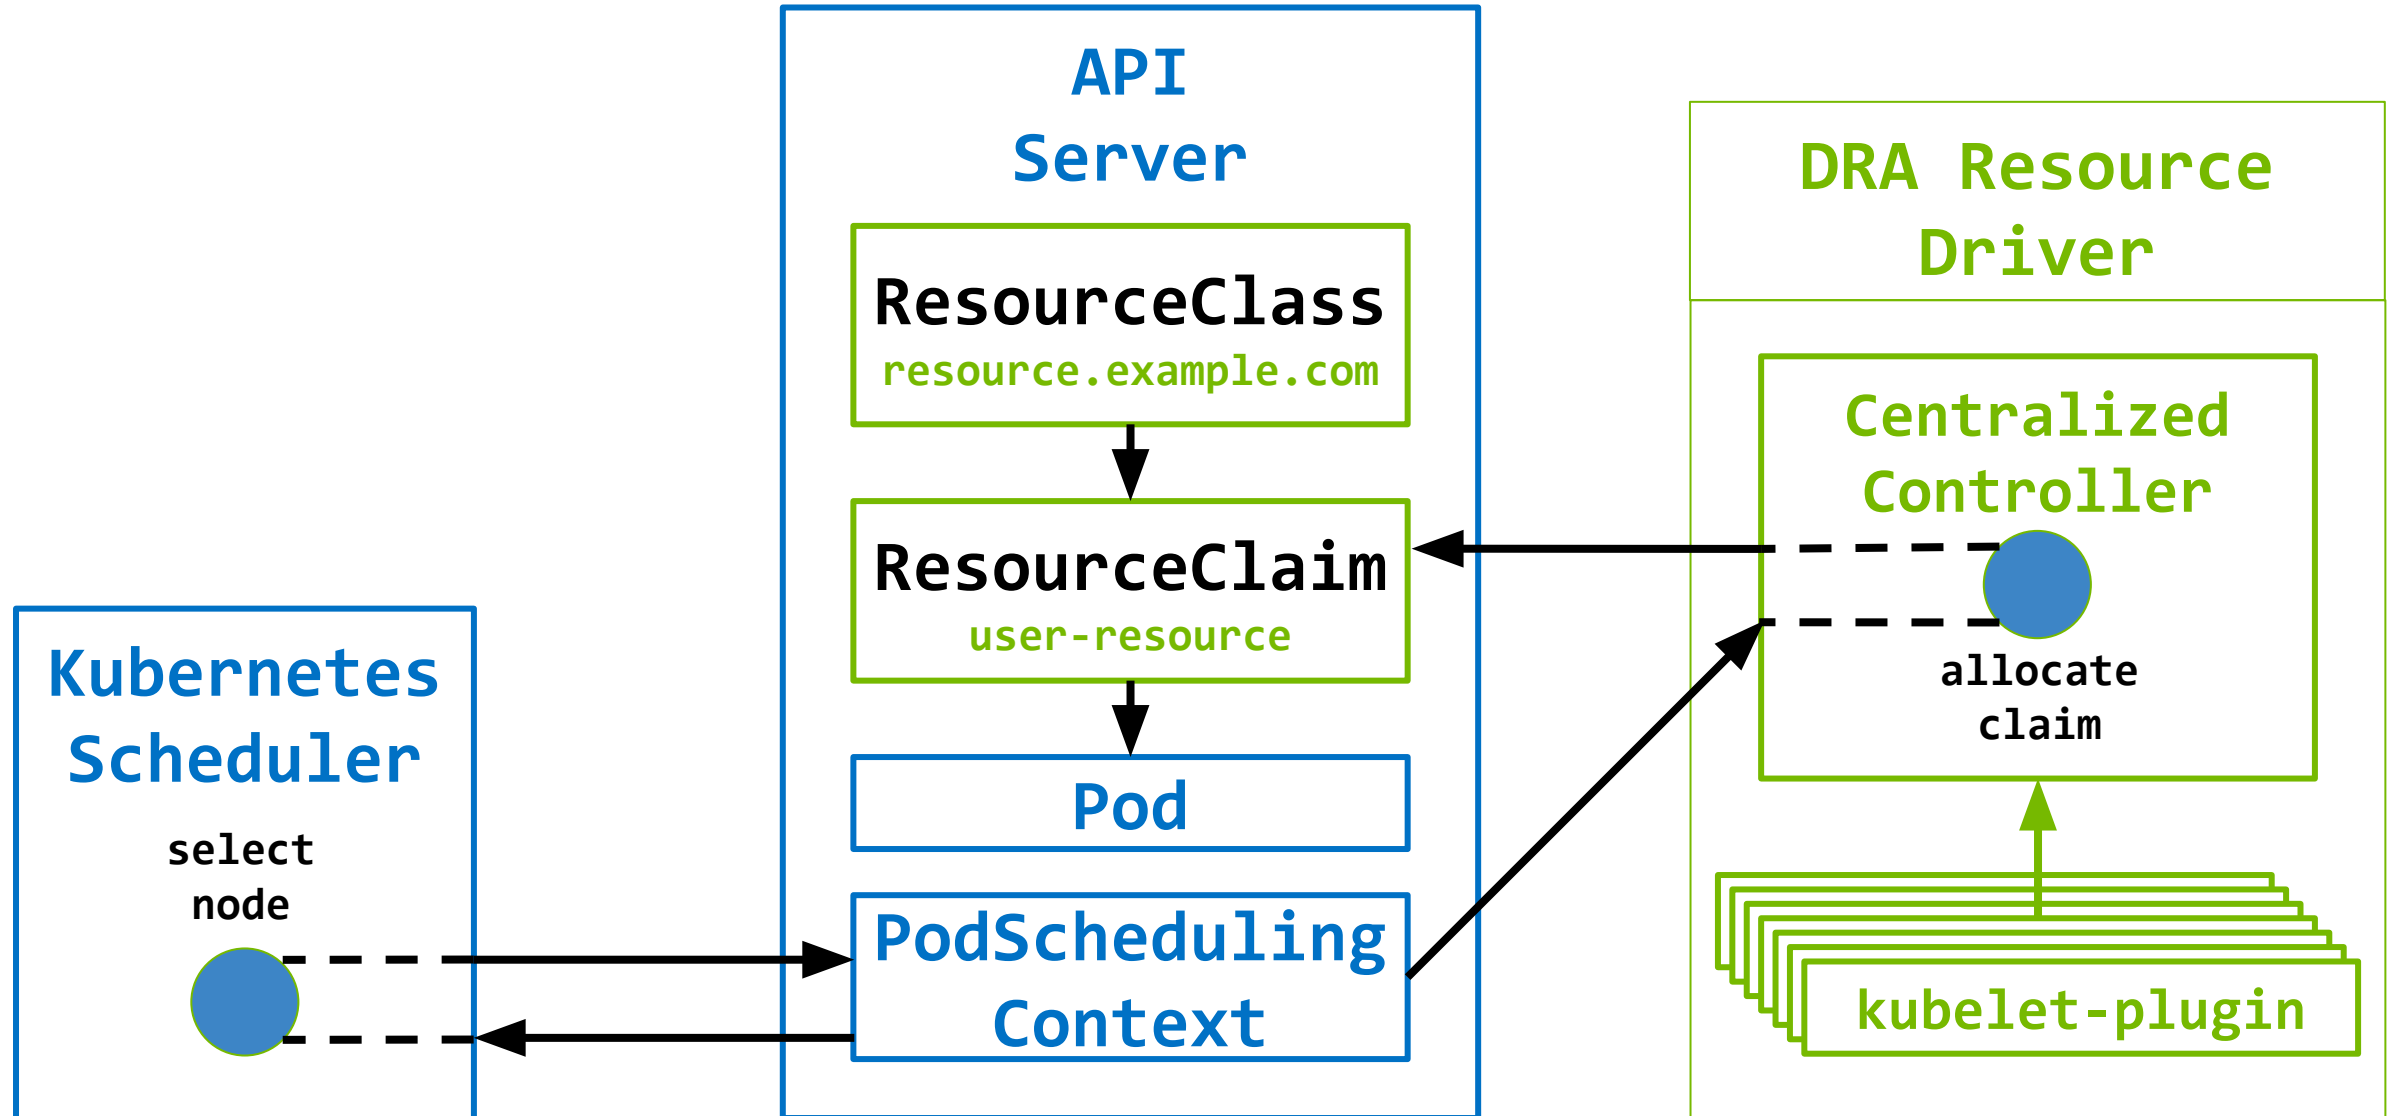 API
Server
ResourceClass
resource.example.com
ResourceClaim
user-resource
Pod
PodScheduling
Context
Kubernetes
Scheduler
select
node
DRA Resource
Driver
Centralized
Controller
allocate
claim
kubelet-plugin